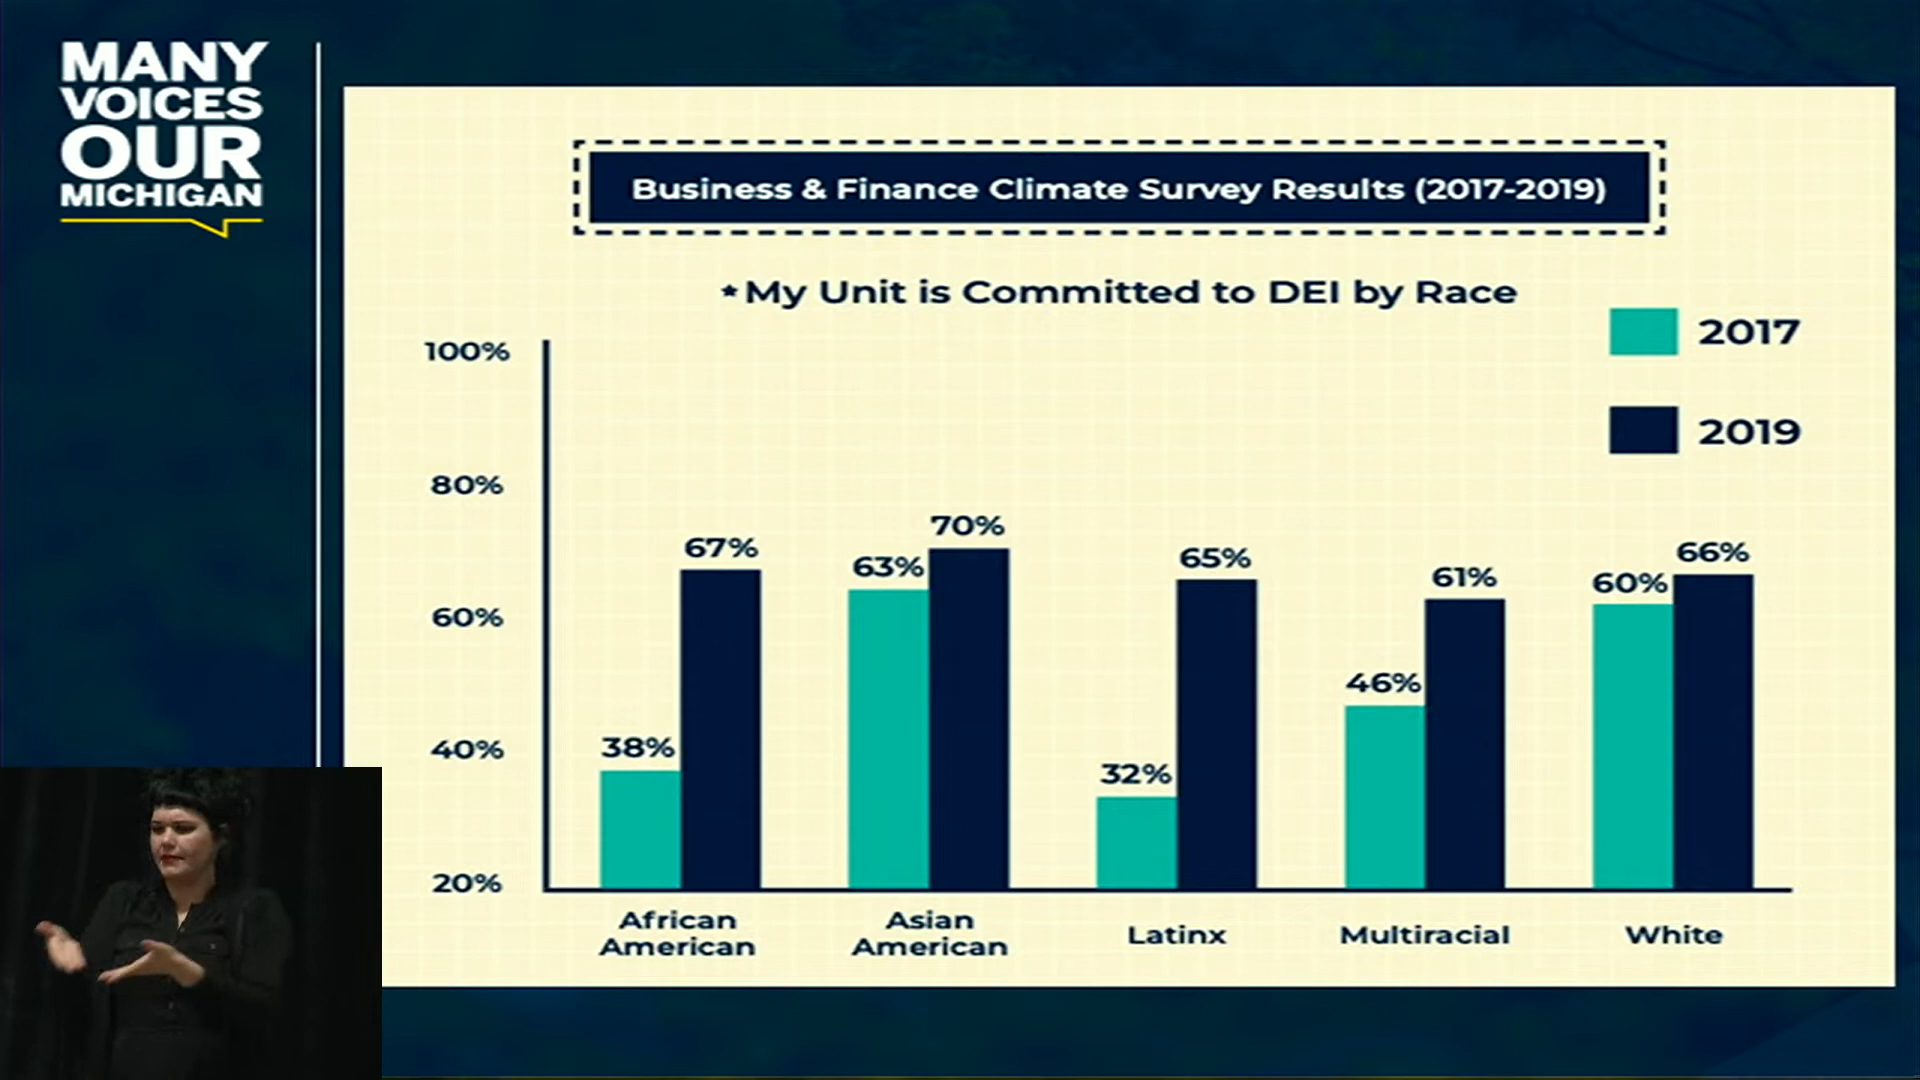 MANY
VOICES
OUR
MICHIGAN
Business & Finance Climate Survey Results (2017-2019)
*My Unit is Committed to DEI by Race
2017
2019
100%
80%
60%
40%
20%
38%
67%
63%
70%
32%
65%
46%
61%
60%
66%
African
American
Asian
American
Latinx
Multiracial
White